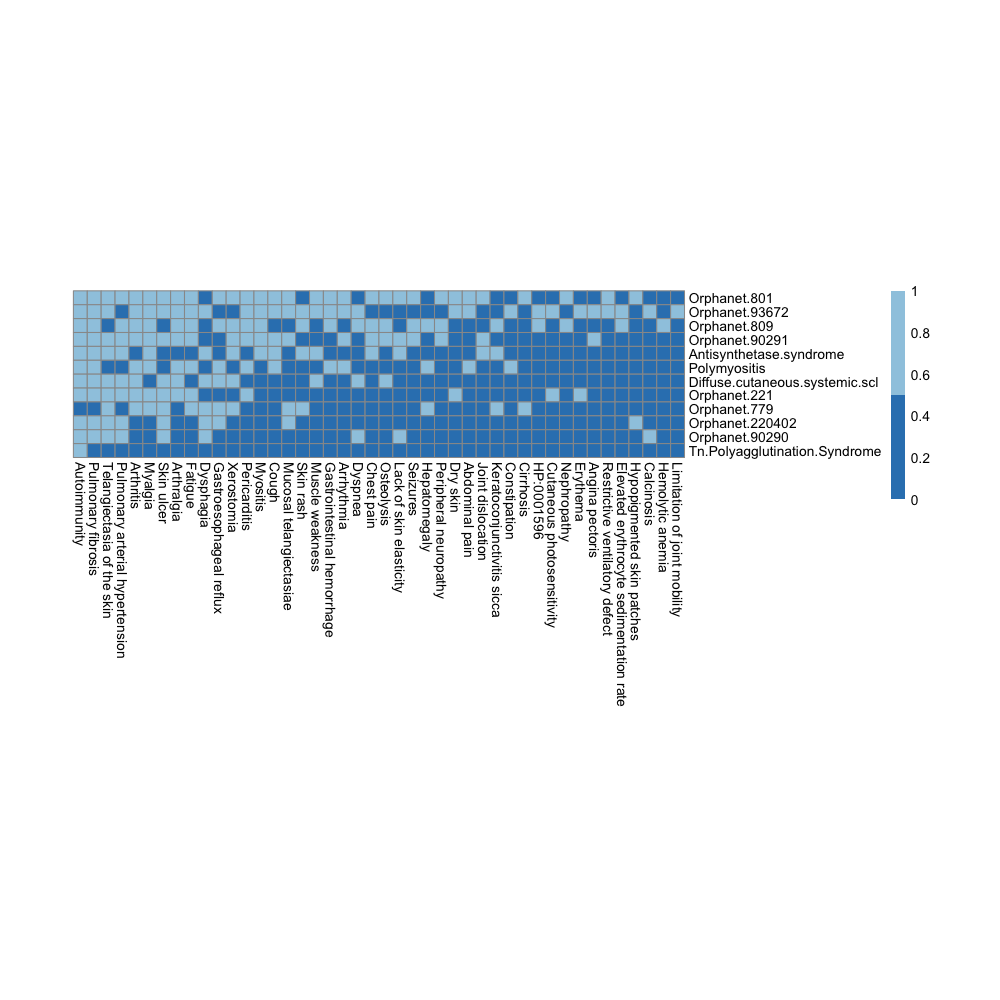 Orphanet.801
Orphanet.93672
Orphanet.809
Orphanet.90291
Antisynthetase.syndrome
Polymyositis
Diffuse.cutaneous.systemic.scl
Orphanet.221
Orphanet.779
Orphanet.220402
Orphanet.90290
Tn.Polyagglutination.Syndrome
1
0.8
0.6
0.4
0.2
0
Autoimmunity
Pulmonary fibrosis
Telangiectasia of the skin
Pulmonary arterial hypertension
Arthritis
Myalgia
Skin ulcer
Arthralgia
Fatigue
Dysphagia
Gastroesophageal reflux
Xerostomia
Pericarditis
Myositis
Cough
Mucosal telangiectasiae
Skin rash
Muscle weakness
Gastrointestinal hemorrhage
Arrhythmia
Dyspnea
Chest pain
Osteolysis
Lack of skin elasticity
Seizures
Hepatomegaly
Peripheral neuropathy
Dry skin
Abdominal pain
Joint dislocation
Keratoconjunctivitis sicca
Constipation
Cirrhosis
HP:0001596
Cutaneous photosensitivity
Nephropathy
Erythema
Angina pectoris
Restrictive ventilatory defect
Elevated erythrocyte sedimentation rate
Hypopigmented skin patches
Calcinosis
Hemolytic anemia
Limitation of joint mobility